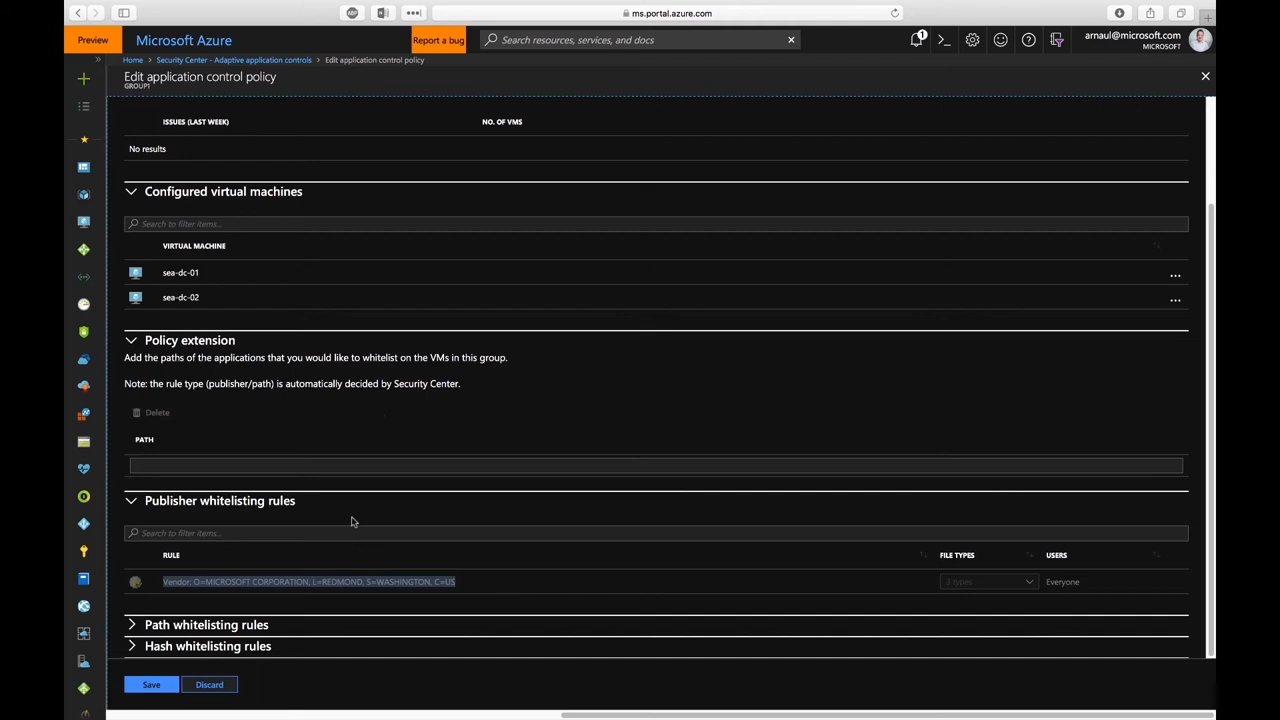 ms.portal.azure.com
ABP
Preview
Microsoft Azure
Report a bug
Search resources, services, and docs
1
arnaul@microsoft.com
MICROSOFT
Home > Security Center - Adaptive application controls > Edit application control policy
Edit application control policy
GROUP1
ISSUES (LAST WEEK) NO. OF VMS
No results
Configured virtual machines
Search to filter items...
VIRTUAL MACHINE
sea-dc-01
sea-dc-02
Policy extension
Add the paths of the applications that you would like to whitelist on the VMs in this group.
Note: the rule type (publisher/path) is automatically decided by Security Center.
Delete
PATH
Publisher whitelisting rules
Search to filter items...
RULE FILE TYPES USERS
Vendor: O=MICROSOFT CORPORATION, L=REDMOND, S=WASHINGTON, C=US 3 types Everyone
Path whitelisting rules
Hash whitelisting rules
Save Discard